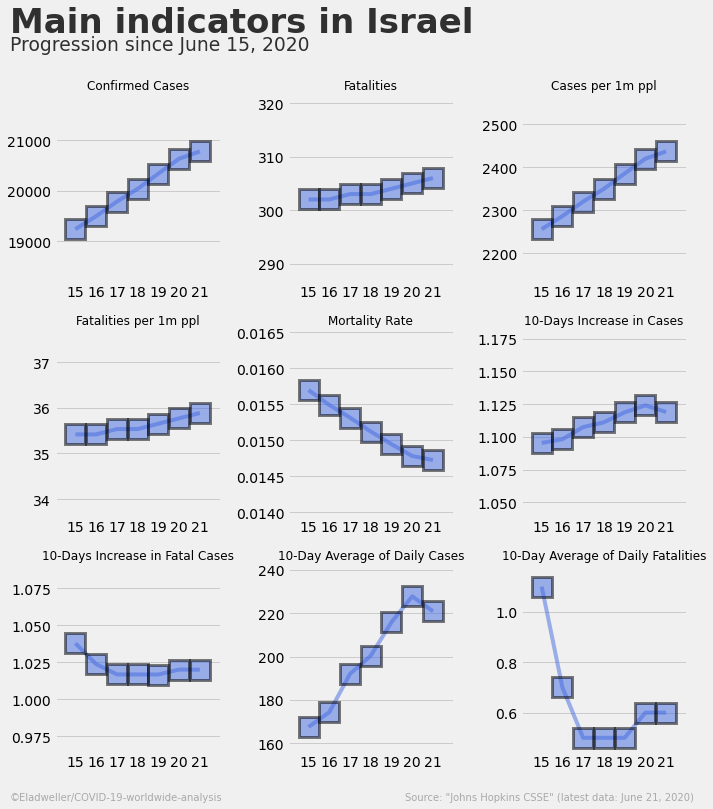 Main indicators in Israel
Progression since June 15, 2020
Confirmed Cases
21000
20000
19000
15 16 17 18 19 20 21
Fatalities
320
310
300
290
15 16 17 18 19 20 21
Cases per 1m ppl
2500
2400
2300
2200
15 16 17 18 19 20 21
Fatalities per 1m ppl
37
36
35
34
15 16 17 18 19 20 21
Mortality Rate
0.0165
0.0160
0.0155
0.0150
0.0145
0.0140
15 16 17 18 19 20 21
10-Days Increase in Cases
1.175
1.150
1.125
1.100
1.075
1.050
15 16 17 18 19 20 21
10-Days Increase in Fatal Cases
1.075
1.050
1.025
1.000
0.975
15 16 17 18 19 20 21
10-Day Average of Daily Cases
240
220
200
180
160
15 16 17 18 19 20 21
10-Day Average of Daily Fatalities
1.0
0.8
0.6
15 16 17 18 19 20 21
©Eladweller/COVID-19-worldwide-analysis
Source: "Johns Hopkins CSSE" (latest data: June 21, 2020)